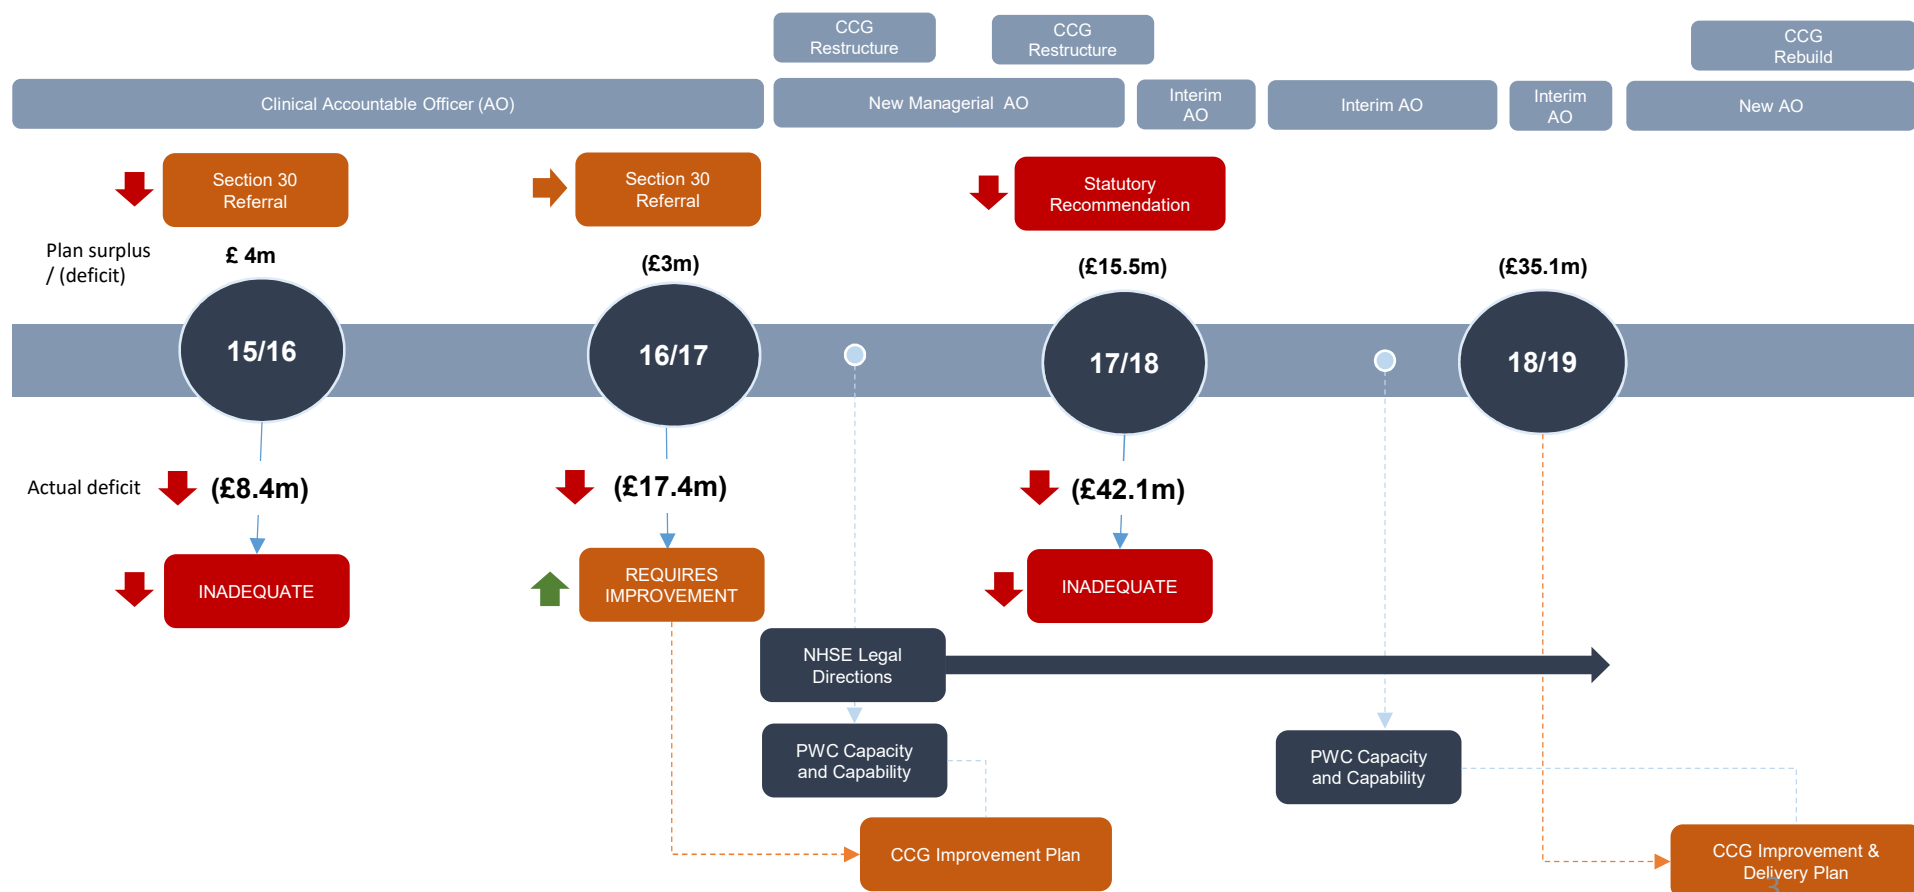 CCG
Restructure
CCG
Restructure
CCG
Rebuild
Clinical Accountable Officer (AO)
New Managerial AO
Interim
AO
Interim AO
Interim
AO
New AO
Section 30
Referral
Section 30
Referral
Statutory
Recommendation
Plan surplus
/ (deficit)
£ 4m
(£3m)
(£15.5m)
(£35.1m)
15/16
16/17
17/18
18/19
Actual deficit
(£8.4m)
(£17.4m)
(£42.1m)
INADEQUATE
REQUIRES
IMPROVEMENT
INADEQUATE
NHSE Legal
Directions
PWC Capacity
and Capability
PWC Capacity
and Capability
CCG Improvement Plan
CCG Improvement &
Delivery Plan
3